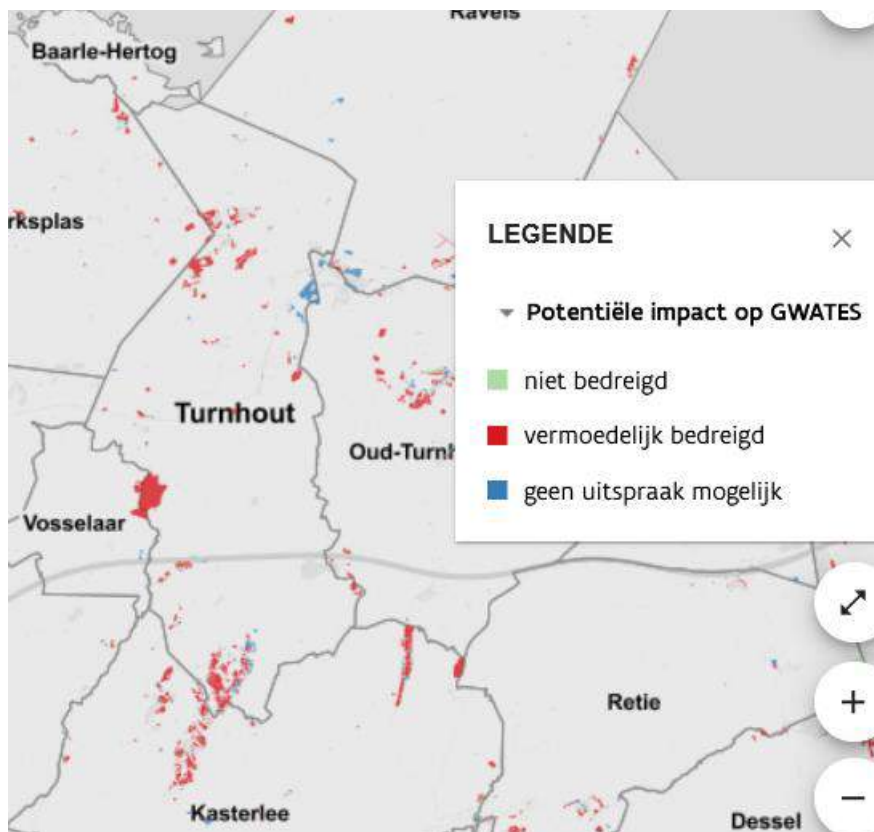 Ravels
Baarle-Hertog
rksplas
LEGENDE
Potentiële impact op GWATES
niet bedreigd
vermoedelijk bedreigd
geen uitspraak mogelijk
Turnhout
Oud-Turnh
Vosselaar
Retie
Kasterlee
Dessel